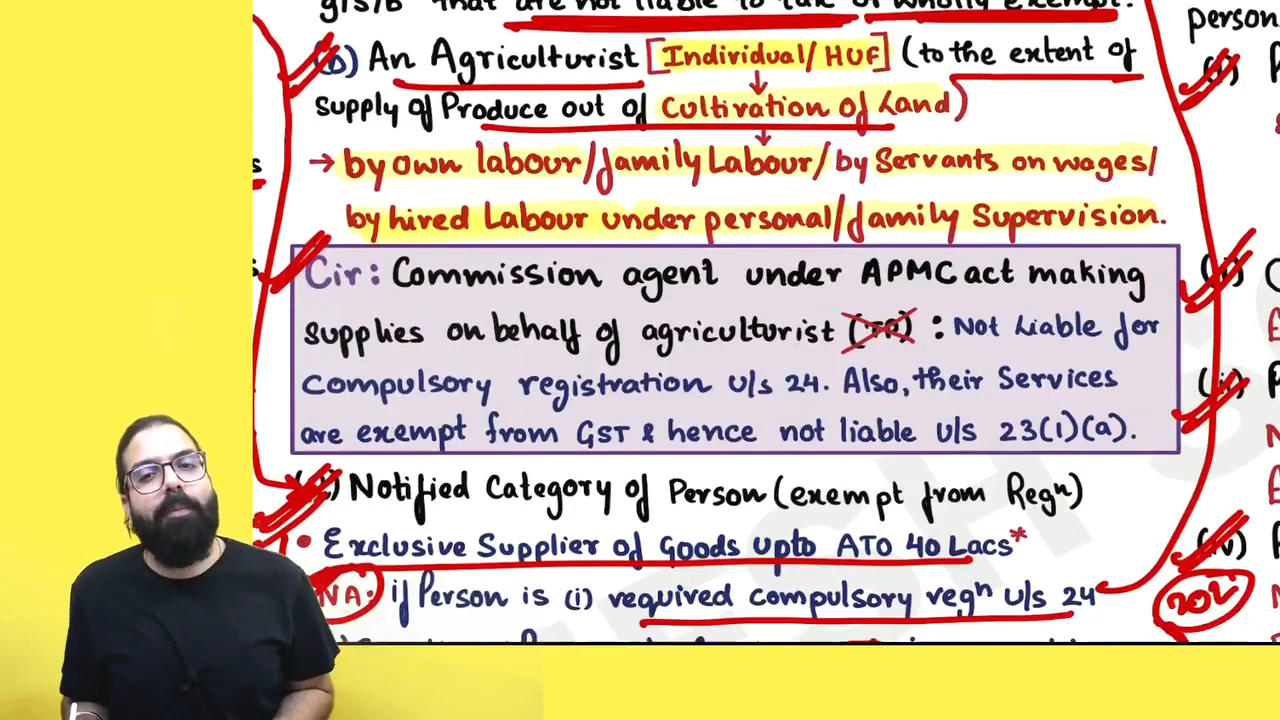 g/s/B that are not liable to tax or wholly exempt.
(b) An Agriculturist [Individual/HUF] (to the extent of
supply of Produce out of Cultivation of Land)
→ by own labour/family Labour/by Servants on wages/
by hired Labour under personal/family Supervision.
Cir: Commission agent under APMC act making
supplies on behalf of agriculturist : Not Liable for
compulsory registration u/s 24. Also, their Services
are exempt from GST & hence not liable u/s 23(1)(a).
Notified Category of Person (exempt from Regn)
• Exclusive Supplier of Goods upto ATO 40 Lacs*
NA: if Person is (i) required compulsory regn u/s 24
person